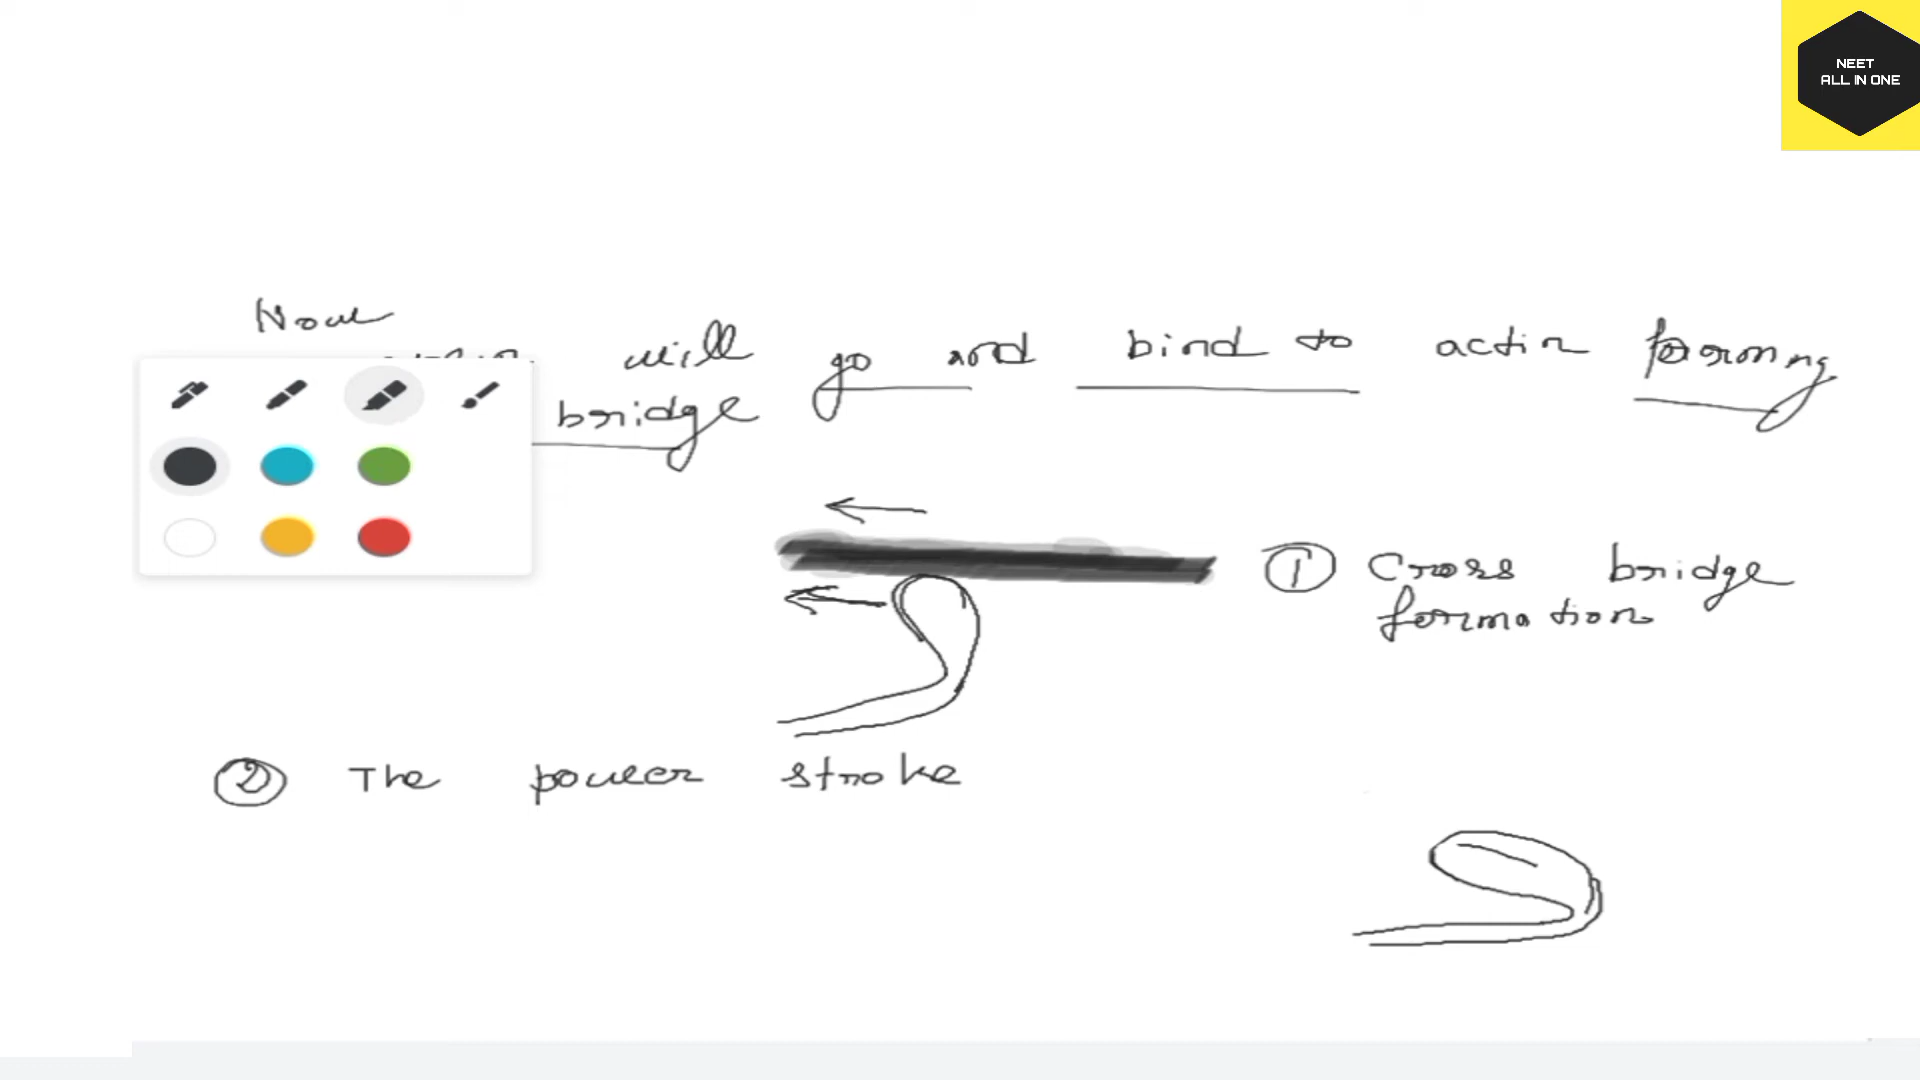 NEET
ALL IN ONE
Now
will go and bind to actin forming
bridge
① Cross bridge
formation
② The power stroke